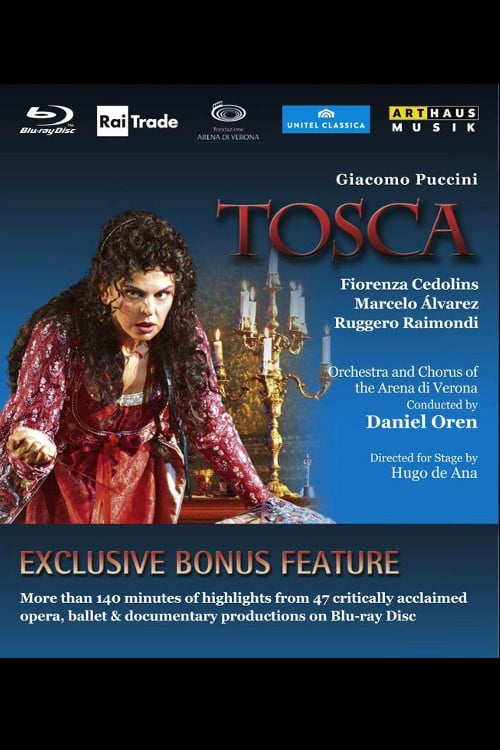 Blu-ray Disc
Rai Trade
Fondazione
ARENA DI VERONA
UNITEL CLASSICA
ARTHAUS
MUSIK
Giacomo Puccini
TOSCA
Fiorenza Cedolins
Marcelo Álvarez
Ruggero Raimondi
Orchestra and Chorus of
the Arena di Verona
Conducted by
Daniel Oren
Directed for Stage by
Hugo de Ana
EXCLUSIVE BONUS FEATURE
More than 140 minutes of highlights from 47 critically acclaimed
opera, ballet & documentary productions on Blu-ray Disc